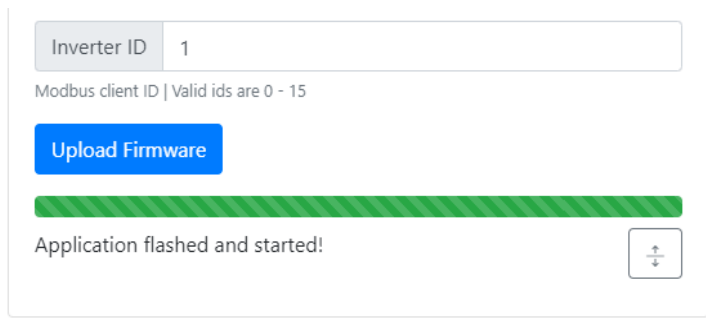 Inverter ID 1
Modbus client ID | Valid ids are 0 - 15
Upload Firmware
Application flashed and started!